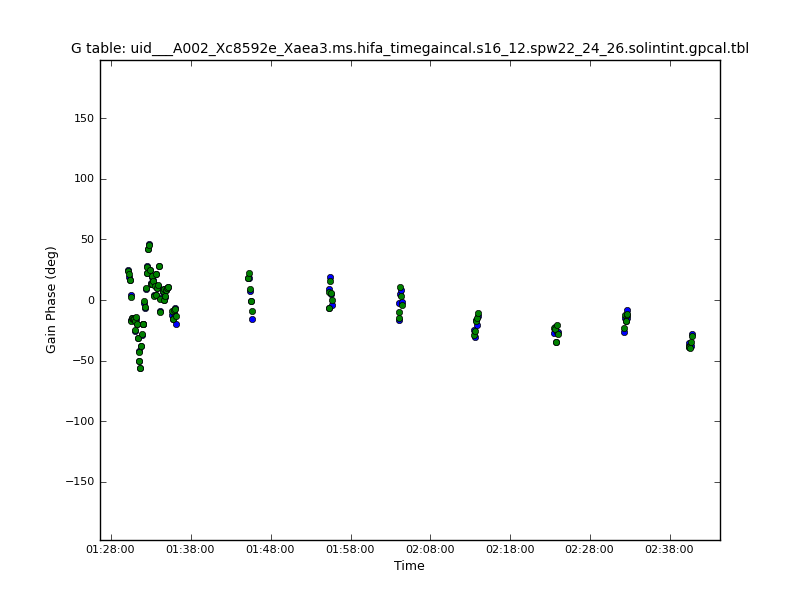 G table: uid___A002_Xc8592e_Xaea3.ms.hifa_timegaincal.s16_12.spw22_24_26.solintint.gpcal.tbl
150
100
50
0
−50
−100
−150
Gain Phase (deg)
01:28:00 01:38:00 01:48:00 01:58:00 02:08:00 02:18:00 02:28:00 02:38:00
Time